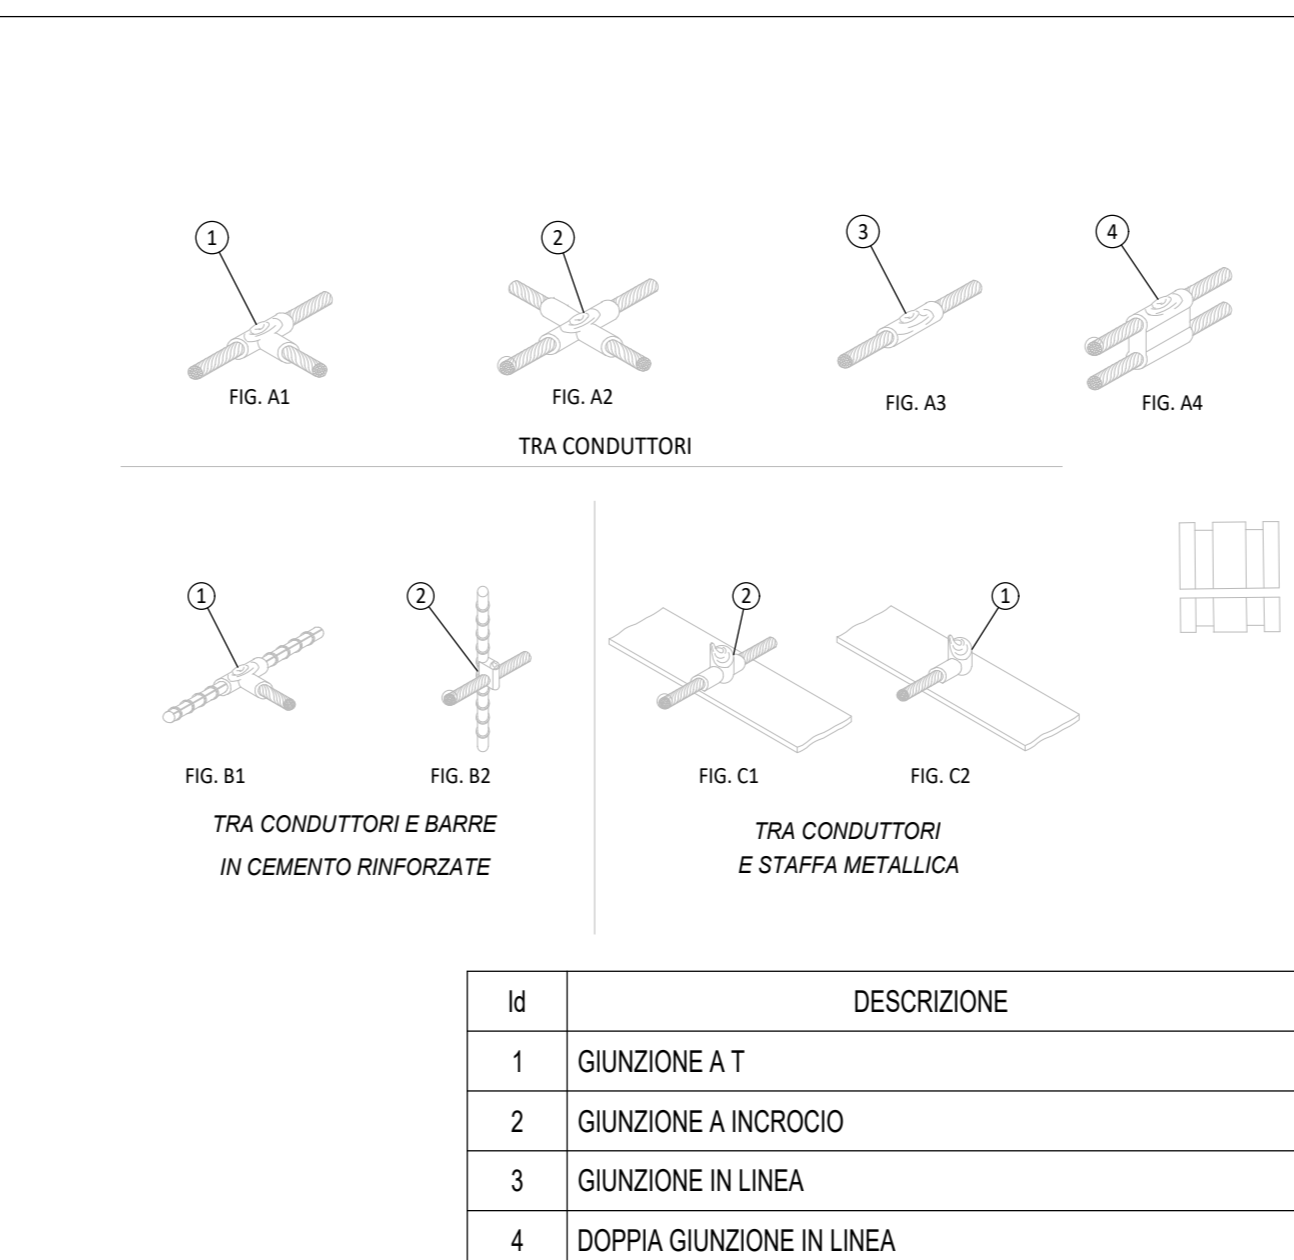 1
2
3
4
FIG. A1
FIG. A2
FIG. A3
FIG. A4
TRA CONDUTTORI
1
2
2
1
FIG. B1
FIG. B2
FIG. C1
FIG. C2
TRA CONDUTTORI E BARRE
IN CEMENTO RINFORZATE
TRA CONDUTTORI
E STAFFA METALLICA
Id DESCRIZIONE
1 GIUNZIONE A T
2 GIUNZIONE A INCROCIO
3 GIUNZIONE IN LINEA
4 DOPPIA GIUNZIONE IN LINEA